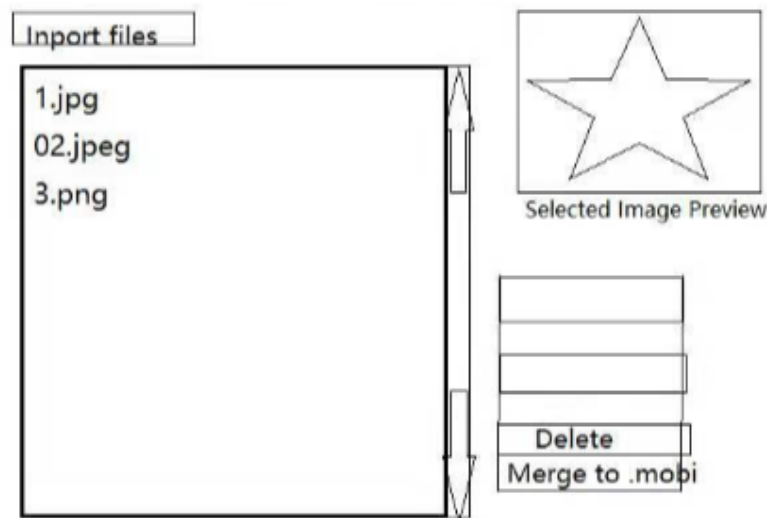 Inport files
1.jpg
02.jpeg
3.png
Selected Image Preview
Delete
Merge to .mobi